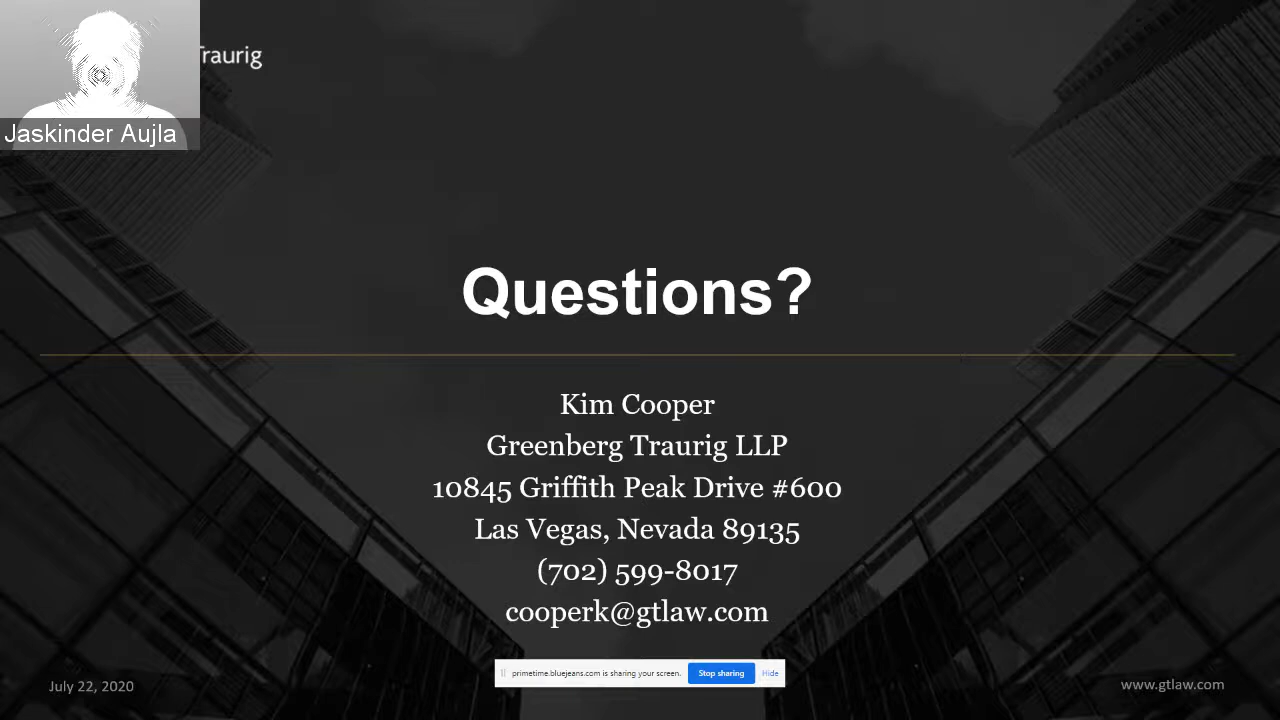 Traurig
Jaskinder Aujla
Questions?
Kim Cooper
Greenberg Traurig LLP
10845 Griffith Peak Drive #600
Las Vegas, Nevada 89135
(702) 599-8017
cooperk@gtlaw.com
primetime.bluejeans.com is sharing your screen. Stop sharing Hide
July 22, 2020
www.gtlaw.com